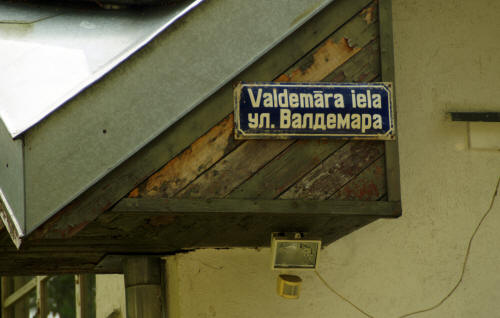 Valdemāra iela
ул. Валдемара